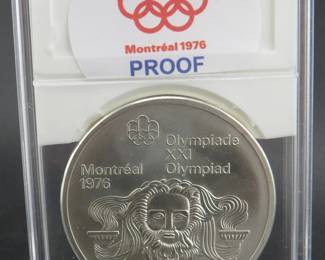 Montréal 1976
PROOF
Olympiade
XXI
Montréal Olympiad
1976